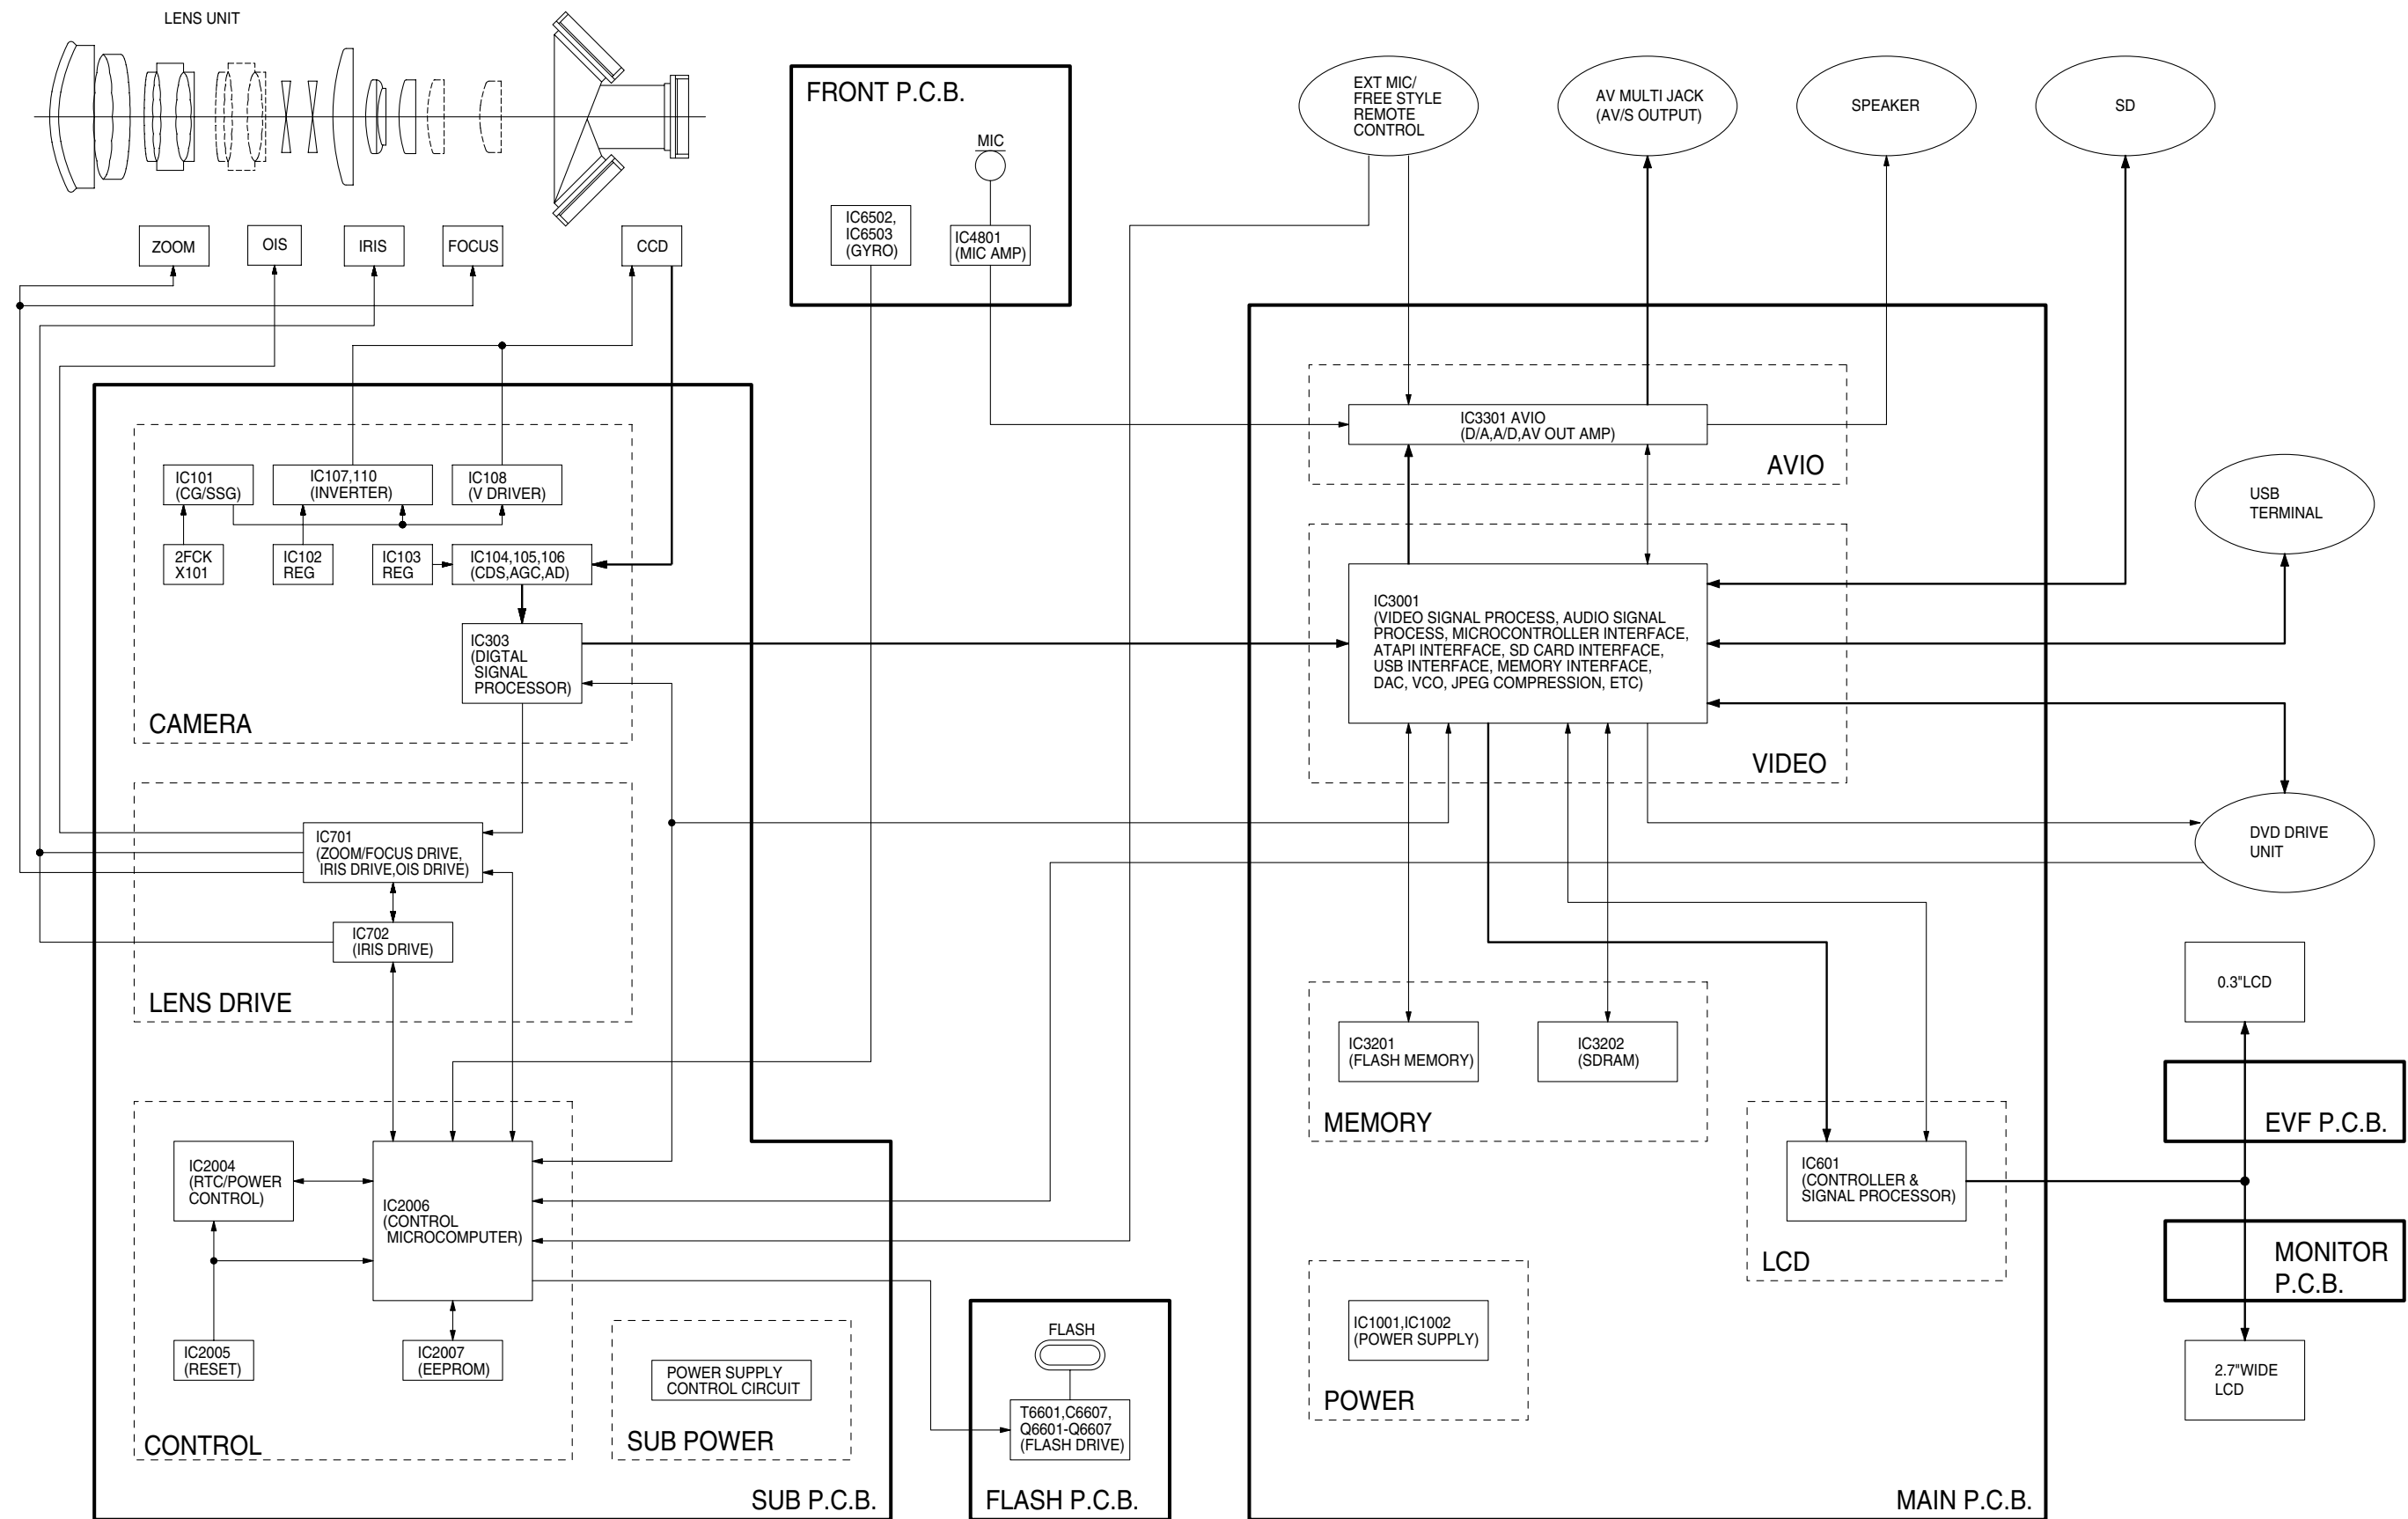 LENS UNIT
ZOOM
OIS
IRIS
FOCUS
CCD
FRONT P.C.B.
MIC
IC6502,
IC6503
(GYRO)
IC4801
(MIC AMP)
EXT MIC/
FREE STYLE
REMOTE
CONTROL
AV MULTI JACK
(AV/S OUTPUT)
SPEAKER
SD
IC101
(CG/SSG)
IC107,110
(INVERTER)
IC108
(V DRIVER)
2FCK
X101
IC102
REG
IC103
REG
IC104,105,106
(CDS,AGC,AD)
IC303
(DIGTAL
SIGNAL
PROCESSOR)
CAMERA
IC701
(ZOOM/FOCUS DRIVE,
IRIS DRIVE,OIS DRIVE)
IC702
(IRIS DRIVE)
LENS DRIVE
IC2004
(RTC/POWER
CONTROL)
IC2006
(CONTROL
MICROCOMPUTER)
IC2005
(RESET)
IC2007
(EEPROM)
CONTROL
POWER SUPPLY
CONTROL CIRCUIT
SUB POWER
SUB P.C.B.
FLASH
T6601,C6607,
Q6601-Q6607
(FLASH DRIVE)
FLASH P.C.B.
IC3301 AVIO
(D/A,A/D,AV OUT AMP)
AVIO
IC3001
(VIDEO SIGNAL PROCESS, AUDIO SIGNAL
PROCESS, MICROCONTROLLER INTERFACE,
ATAPI INTERFACE, SD CARD INTERFACE,
USB INTERFACE, MEMORY INTERFACE,
DAC, VCO, JPEG COMPRESSION, ETC)
VIDEO
IC3201
(FLASH MEMORY)
IC3202
(SDRAM)
MEMORY
IC601
(CONTROLLER &
SIGNAL PROCESSOR)
LCD
IC1001,IC1002
(POWER SUPPLY)
POWER
MAIN P.C.B.
USB
TERMINAL
DVD DRIVE
UNIT
0.3"LCD
EVF P.C.B.
MONITOR
P.C.B.
2.7"WIDE
LCD